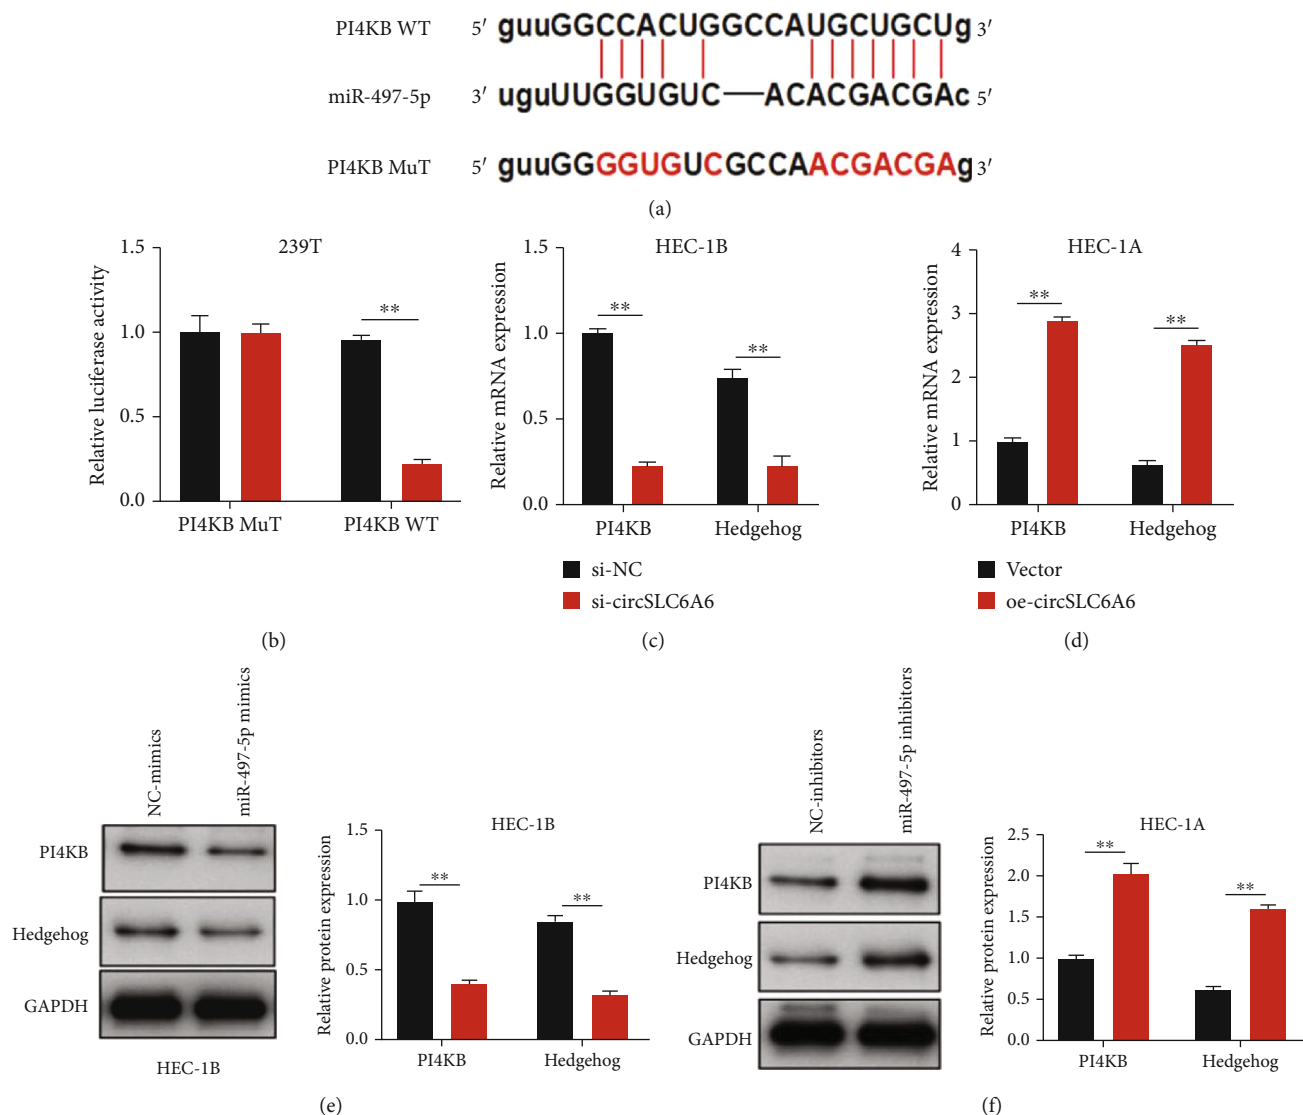 PI4KB WT 5′ guuGGCCACUGGCCAUGCUGCUg 3′
miR-497-5p 3′ uguUUGGUGUC—ACACGACGAc 5′
PI4KB MuT 5′ guuGGGGUGUCGCCAACGACGAg 3′
(a)
239T
Relative luciferase activity
1.5
1.0
0.5
0.0
**
PI4KB MuT PI4KB WT
(b)
HEC-1B
Relative mRNA expression
1.5
1.0
0.5
0.0
**
**
PI4KB Hedgehog
si-NC
si-circSLC6A6
(c)
HEC-1A
Relative mRNA expression
4
3
2
1
0
**
**
PI4KB Hedgehog
Vector
oe-circSLC6A6
(d)
NC-mimics
miR-497-5p mimics
PI4KB
Hedgehog
GAPDH
HEC-1B
HEC-1B
Relative protein expression
1.5
1.0
0.5
0.0
**
**
PI4KB Hedgehog
(e)
NC-inhibitors
miR-497-5p inhibitors
PI4KB
Hedgehog
GAPDH
HEC-1A
Relative protein expression
2.5
2.0
1.5
1.0
0.5
0.0
**
**
PI4KB Hedgehog
(f)